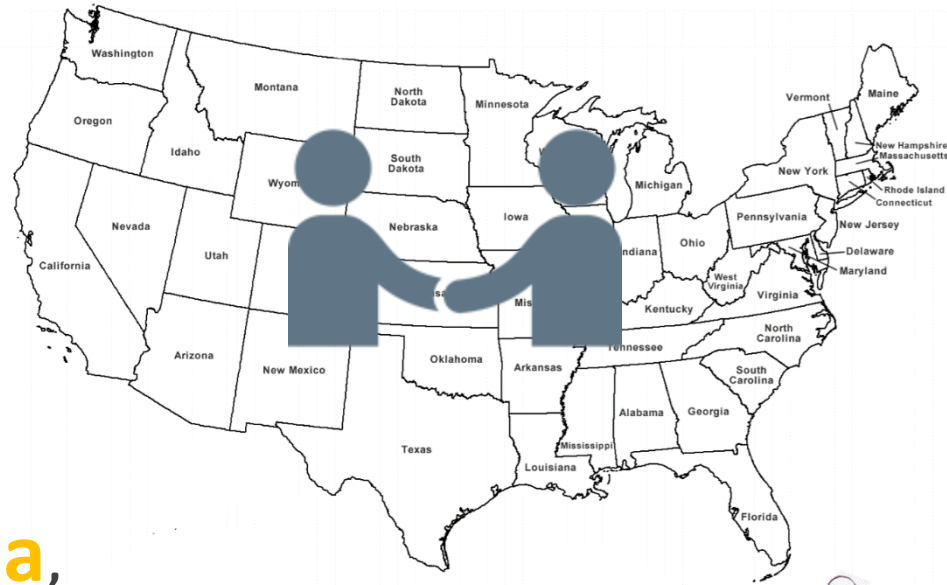 Washington
Montana
North
Dakota
Minnesota
Vermont
Maine
Oregon
Idaho
South
Dakota
Wyom
W
Michigan
New York
New Hampshire
Massachusetts
Rhode Island
Connecticut
Nevada
Utah
Nebraska
Iowa
ndiana
Ohio
Pennsylvania
New Jersey
Delaware
Maryland
California
sa
Mis
West
Virginia
Virginia
Kentucky
North
Carolina
Tennessee
Arizona
New Mexico
Oklahoma
Arkansas
South
Carolina
Texas
Mississippi
Alabama
Georgia
Louisiana
Florida
a,